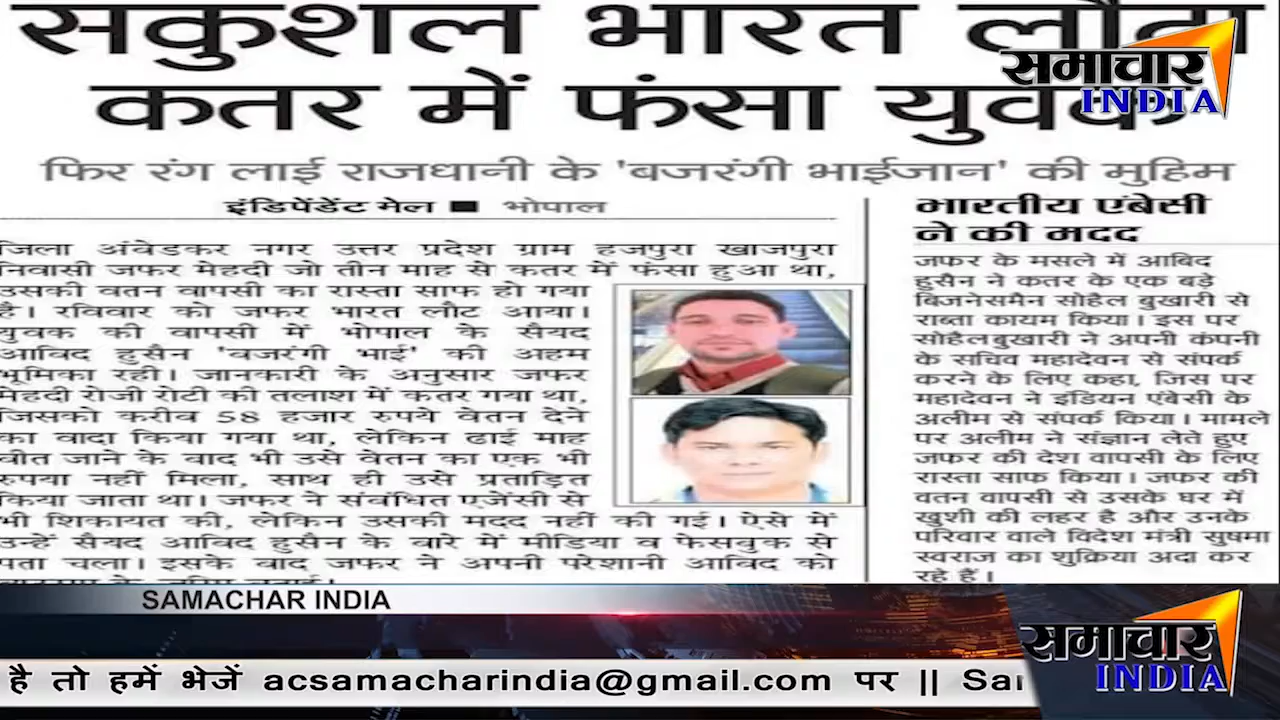 सकुशल भारत लौटा
कतर में फंसा युवक
फिर रंग लाई राजधानी के 'बजरंगी भाईजान' की मुहिम
इंडिपेंडेंट मेल ■ भोपाल
जिला अंबेडकर नगर उत्तर प्रदेश ग्राम हजपुरा खाजपुरा
निवासी जफर मेहदी जो तीन माह से कतर में फंसा हुआ था,
उसकी वतन वापसी का रास्ता साफ हो गया
है। रविवार को जफर भारत लौट आया।
युवक की वापसी में भोपाल के सैयद
आबिद हुसैन 'बजरंगी भाई' की अहम
भूमिका रही। जानकारी के अनुसार जफर
मेहदी रोजी रोटी की तलाश में कतर गया था,
जिसको करीब 58 हजार रुपये वेतन देने
का वादा किया गया था, लेकिन ढाई माह
बीत जाने के बाद भी उसे वेतन का एक भी
रुपया नहीं मिला, साथ ही उसे प्रताड़ित
किया जाता था। जफर ने संबंधित एजेंसी से
भी शिकायत की, लेकिन उसकी मदद नहीं की गई। ऐसे में
उन्हें सैयद आबिद हुसैन के बारे में मीडिया व फेसबुक से
पता चला। इसके बाद जफर ने अपनी परेशानी आबिद को
भारतीय एंबेसी
ने की मदद
जफर के मसले में आबिद
हुसैन ने कतर के एक बड़े
बिजनेसमैन सोहैल बुखारी से
राब्ता कायम किया। इस पर
सोहैल बुखारी ने अपनी कंपनी
के सचिव महादेवन से संपर्क
करने के लिए कहा, जिस पर
महादेवन ने इंडियन एंबेसी के
अलीम से संपर्क किया। मामले
पर अलीम ने संज्ञान लेते हुए
जफर की देश वापसी के लिए
रास्ता साफ किया। जफर की
वतन वापसी से उसके घर में
खुशी की लहर है और उनके
परिवार वाले विदेश मंत्री सुषमा
स्वराज का शुक्रिया अदा कर
रहे हैं।
समाचार
INDIA
SAMACHAR INDIA
है तो हमें भेजें acsamacharindia@gmail.com पर || Sar
समाचार
INDIA